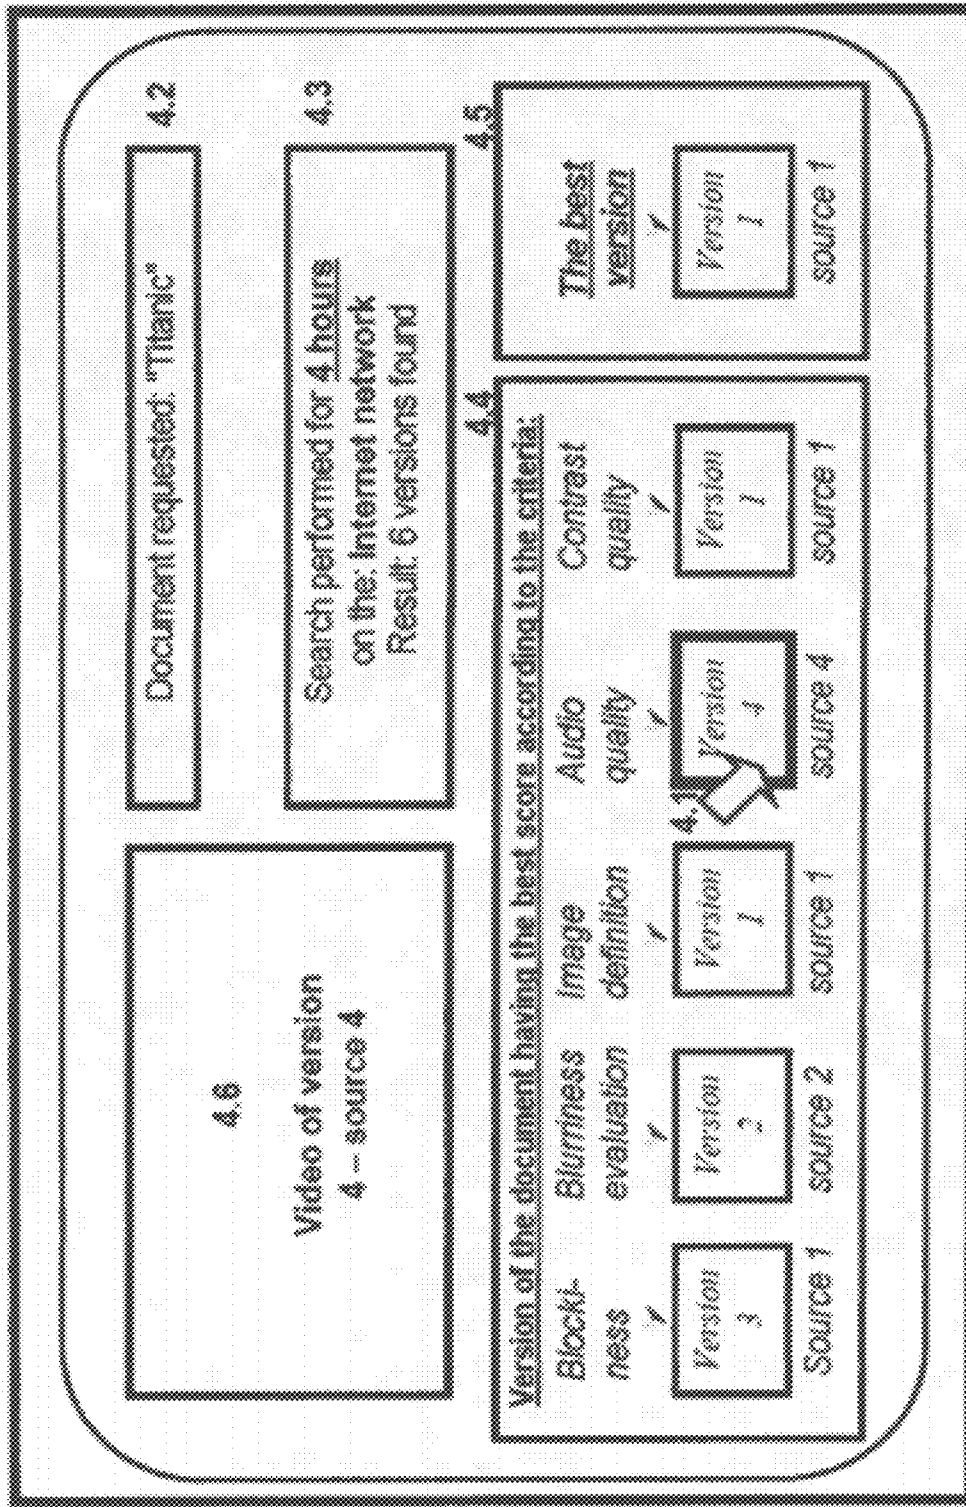 4.6
Video of version
4 – source 4
Document requested: "Titanic"
4.2
Search performed for 4 hours
on the: Internet network
Result: 6 versions found
4.3
4.4
Version of the document having the best score according to the criteria:
Blocki-
ness
Version
3
Source 1
Blurriness
evaluation
Version
2
source 2
Image
definition
Version
1
source 1
4.1
Audio
quality
Version
4
source 4
Contrast
quality
Version
1
source 1
4.5
The best
version
Version
1
source 1